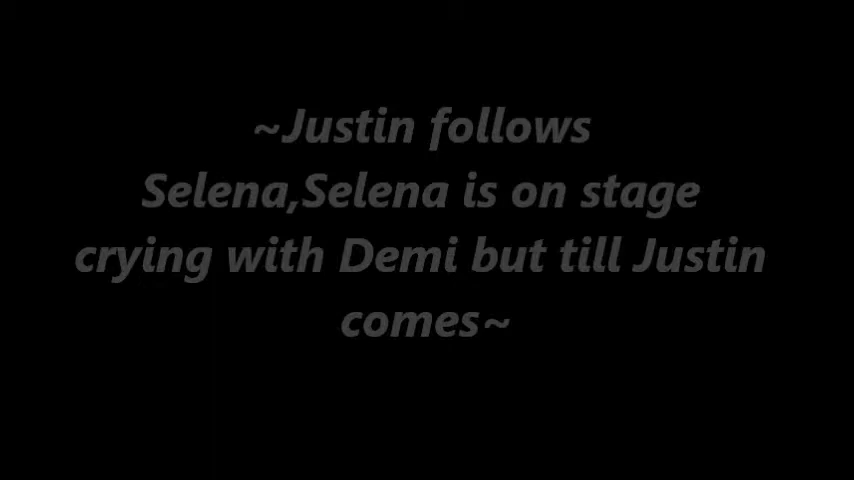 ~Justin follows
Selena,Selena is on stage
crying with Demi but till Justin
comes~